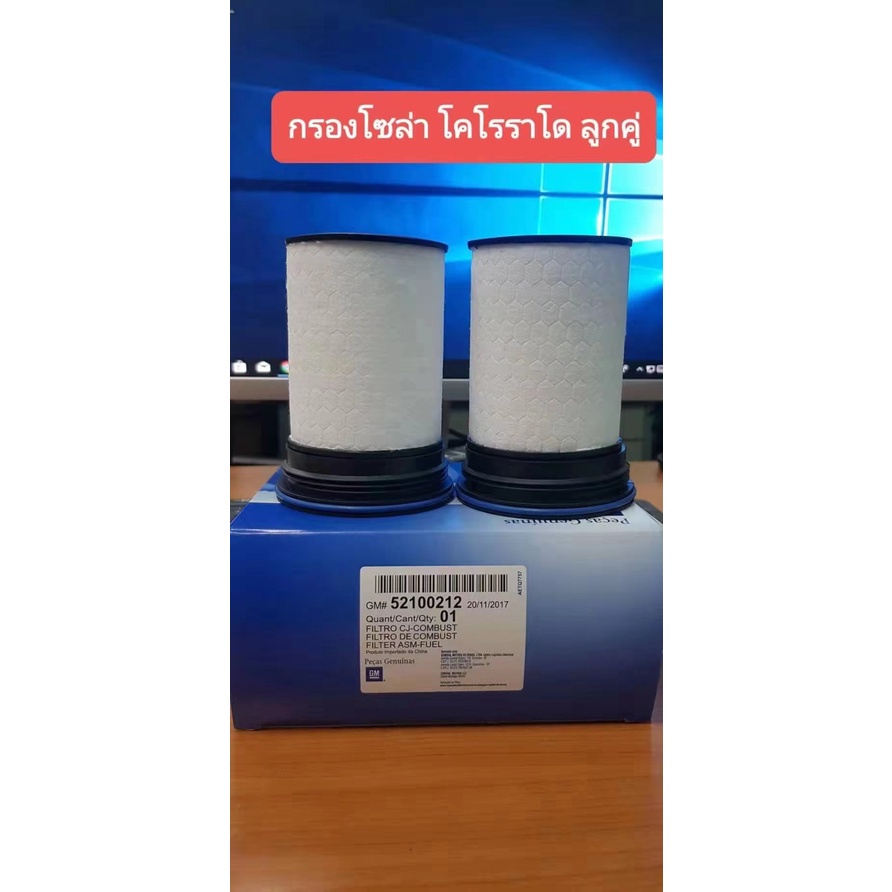 กรองโซล่า โคโรราโด ลูกคู่
Peças Genuínas
AETQ7757
GM# 52100212 20/11/2017
Quant/Cant/Qty: 01
FILTRO CJ-COMBUST
FILTRO DE COMBUST
FILTER ASM-FUEL
Produto Importado da China
Peças Genuinas
GM